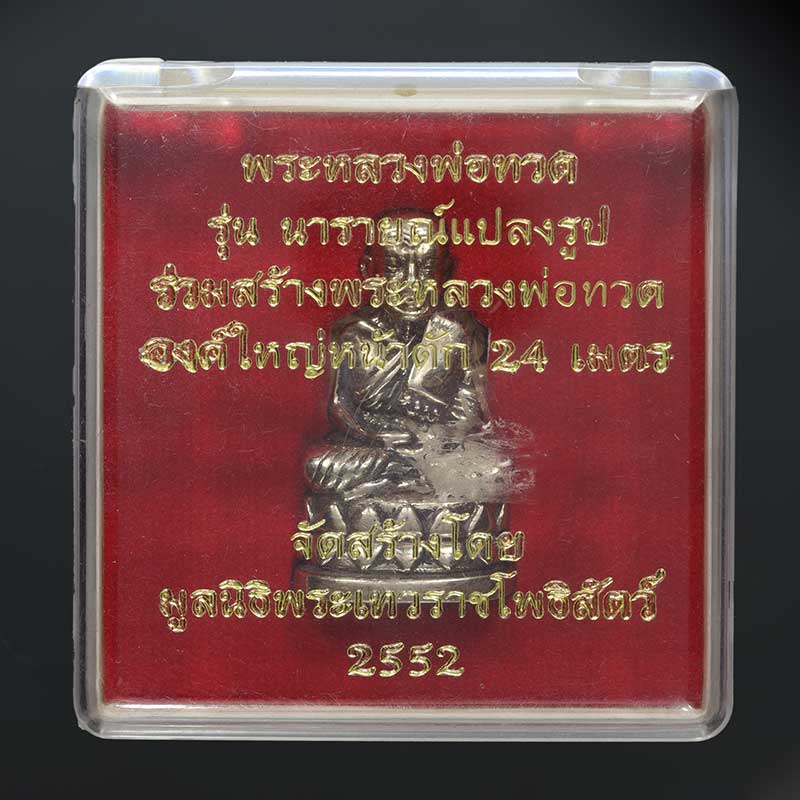 พระหลวงพ่อทวด
รุ่น นารายณ์แปลงรูป
ร่วมสร้างพระหลวงพ่อทวด
องค์ใหญ่หน้าตัก 24 เมตร
จัดสร้างโดย
มูลนิธิพระเทวราชโพธิสัตว์
2552